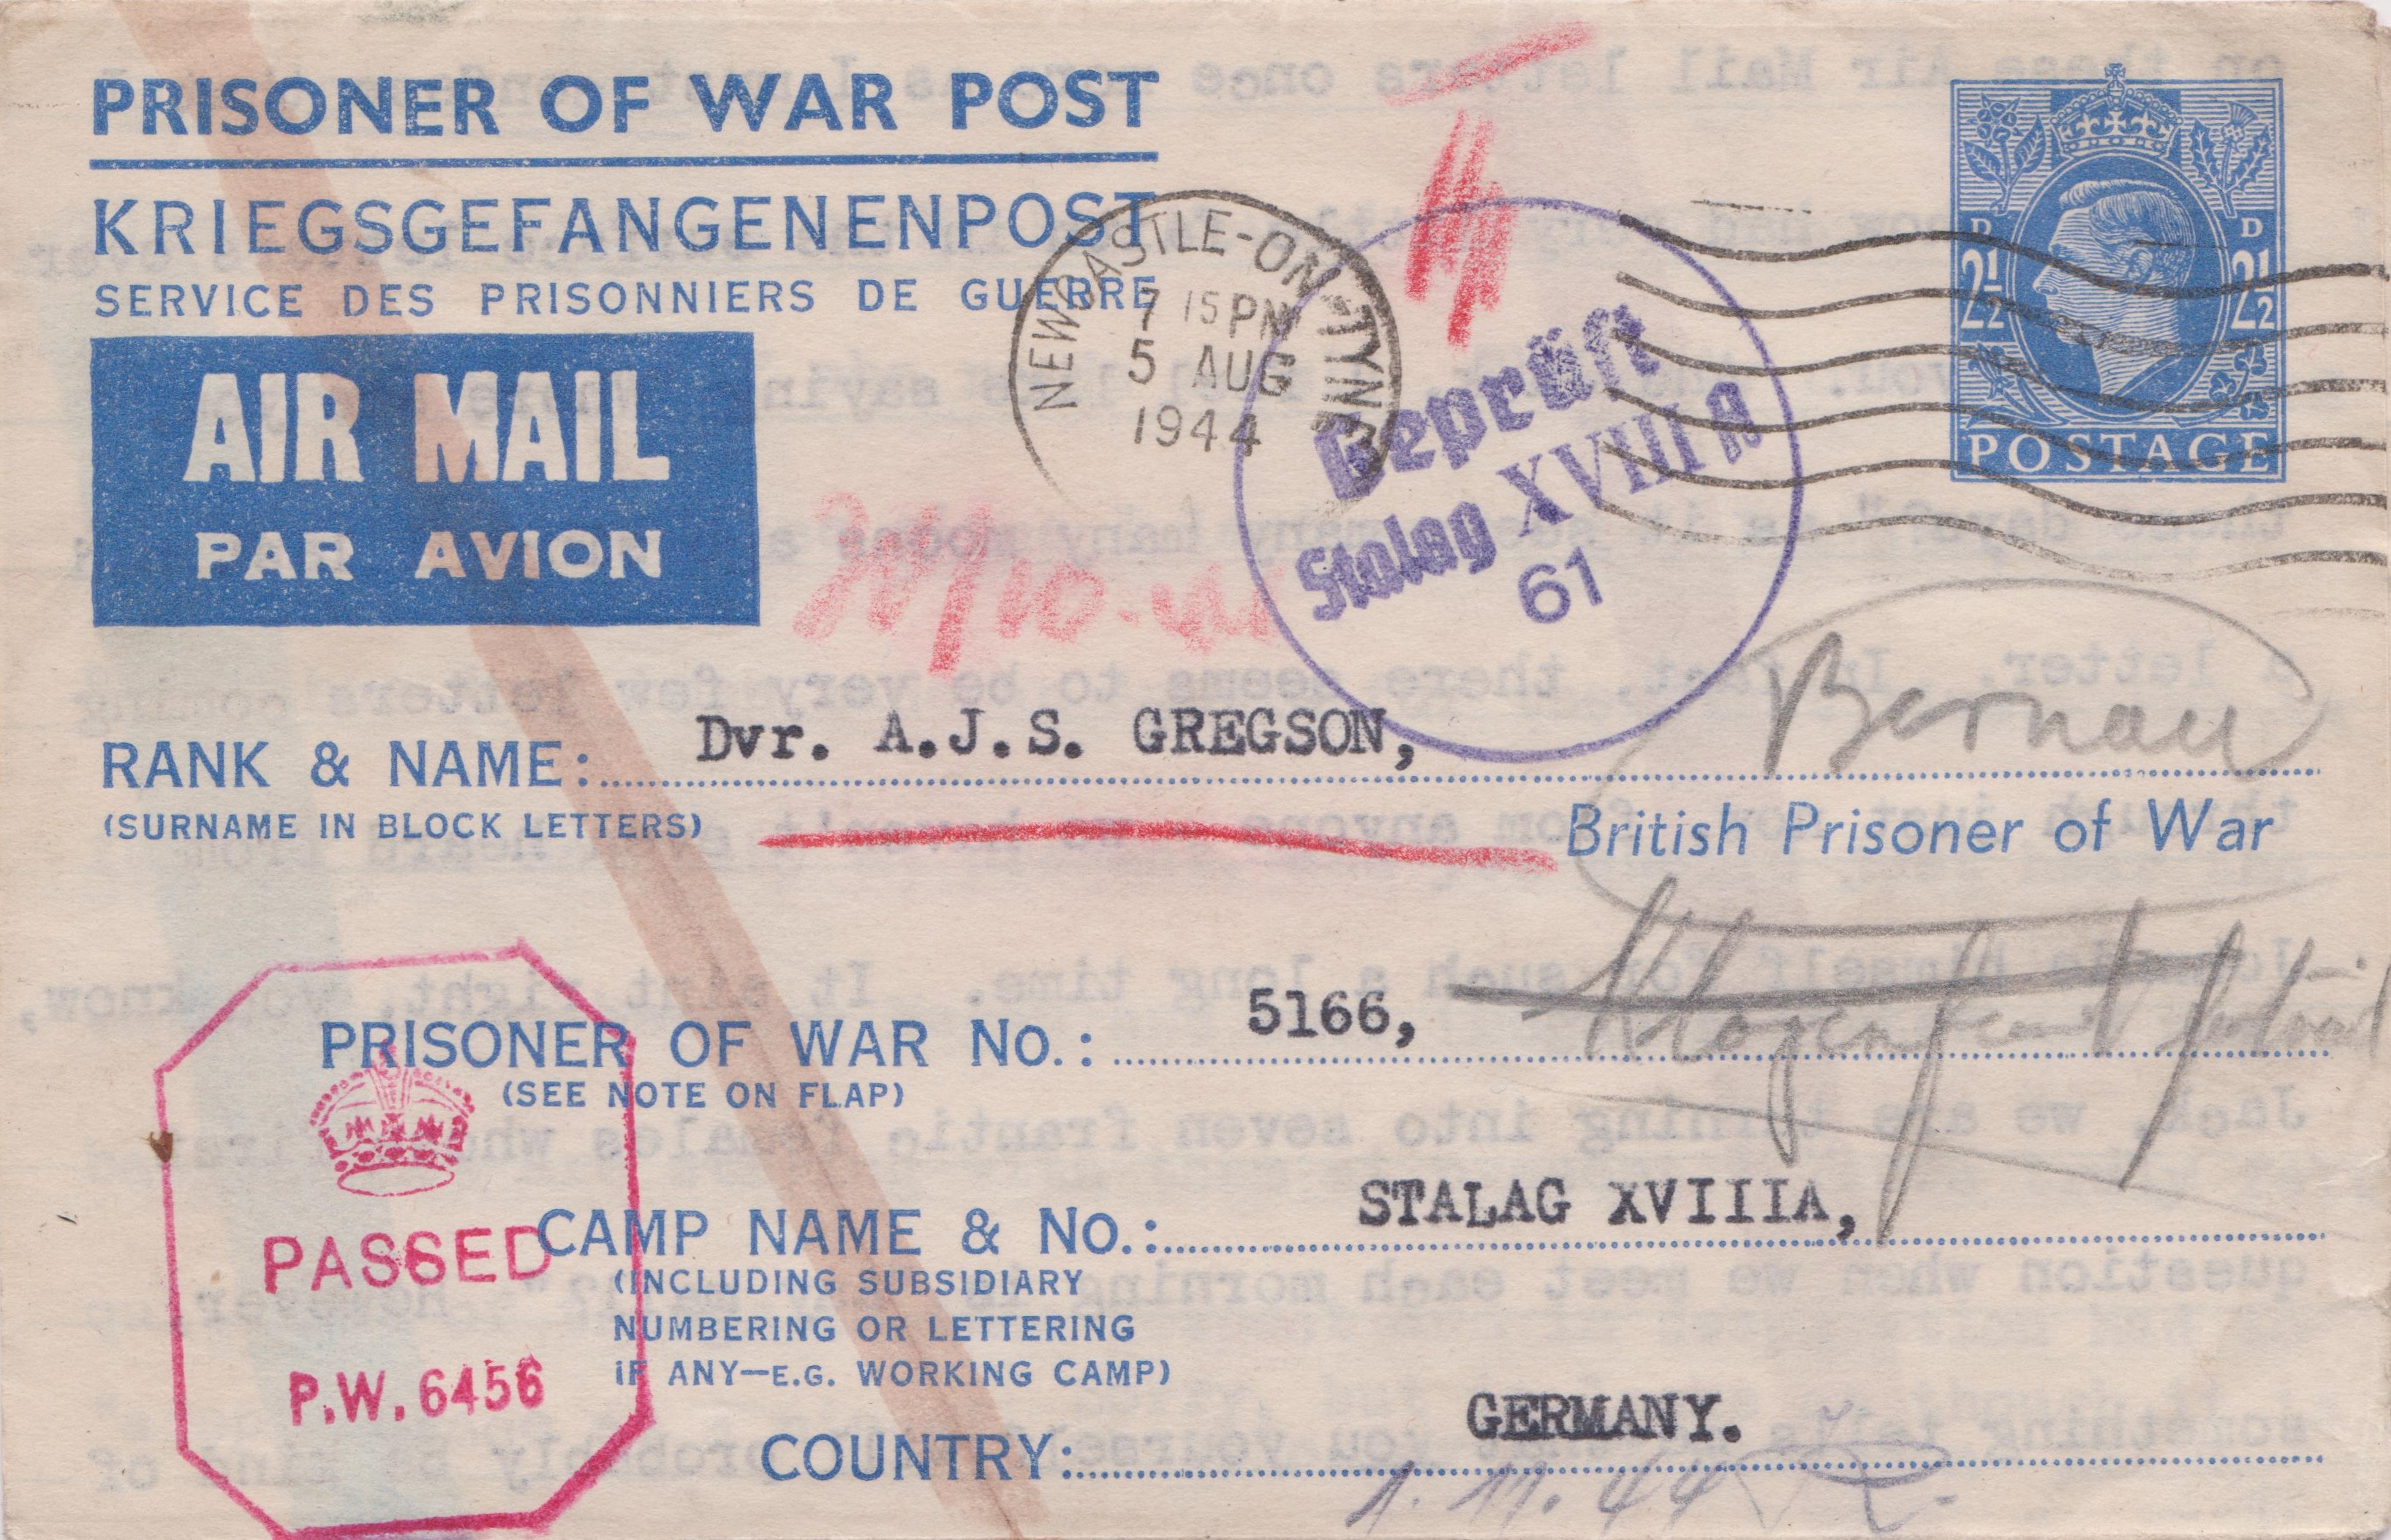 PRISONER OF WAR POST
KRIEGSGEFANGENENPOST
SERVICE DES PRISONNIERS DE GUERRE
AIR MAIL
PAR AVION
NEWCASTLE-ON-TYNE
7 15 PM
5 AUG
1944
Geprüft
Stalag XVIII A
61
D D
2½ 2½
POSTAGE
Bernau
RANK & NAME: Dvr. A.J.S. GREGSON,
(SURNAME IN BLOCK LETTERS)
British Prisoner of War
PRISONER OF WAR No.: 5166,
(SEE NOTE ON FLAP)
CAMP NAME & No.: STALAG XVIIIA,
(INCLUDING SUBSIDIARY
NUMBERING OR LETTERING
IF ANY—E.G. WORKING CAMP)
COUNTRY: GERMANY.
1.11.44
PASSED
P.W. 6456